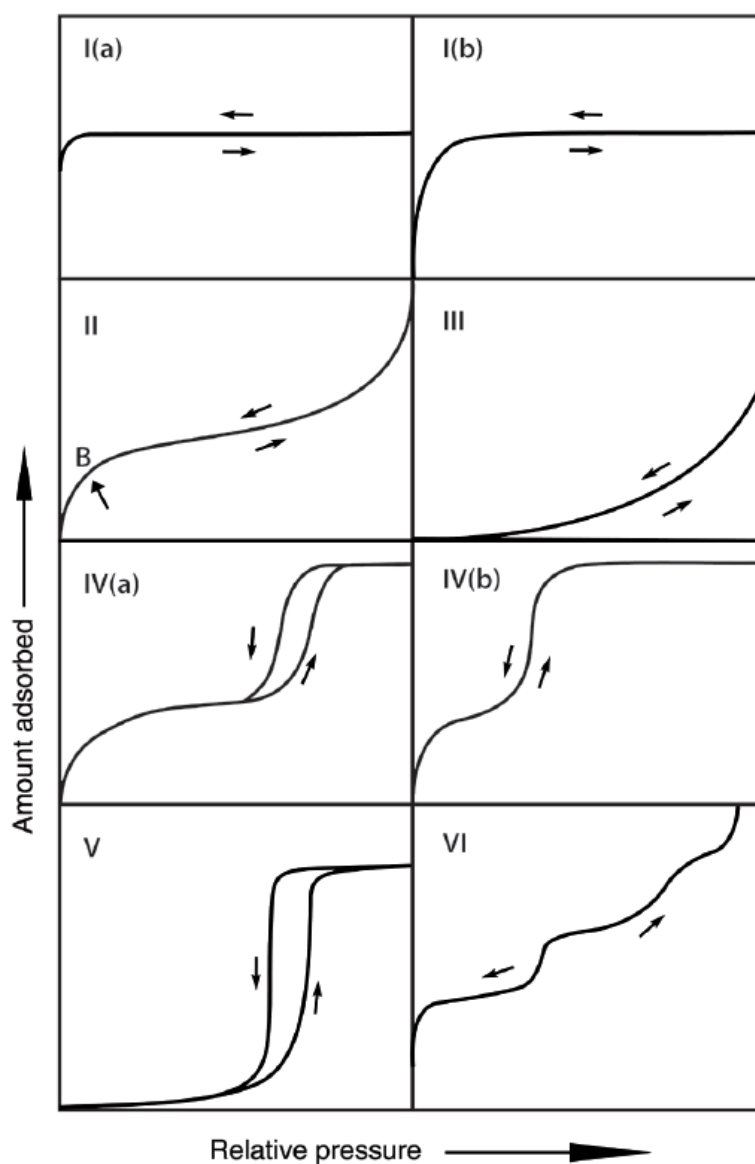 I(a)
I(b)
II
III
B
IV(a)
IV(b)
V
VI
Amount adsorbed
Relative pressure